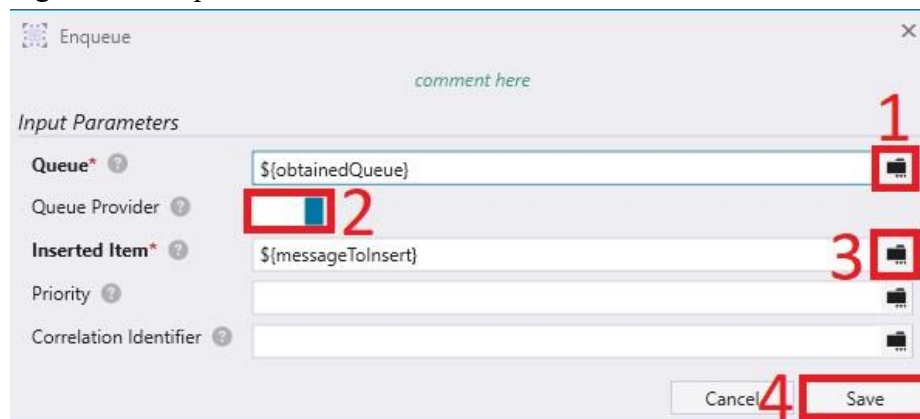 Enqueue
comment here
Input Parameters
1
Queue*
${obtainedQueue}
Queue Provider
2
Inserted Item*
${messageToInsert}
3
Priority
Correlation Identifier
Cancel
4
Save